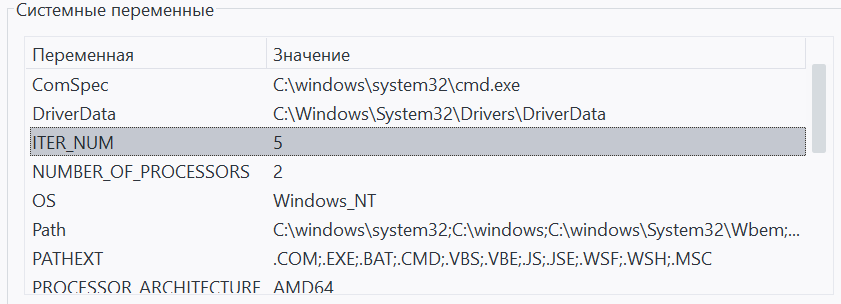 Системные переменные
Переменная Значение
ComSpec C:\windows\system32\cmd.exe
DriverData C:\Windows\System32\Drivers\DriverData
ITER_NUM 5
NUMBER_OF_PROCESSORS 2
OS Windows_NT
Path C:\windows\system32;C:\windows;C:\windows\System32\Wbem;...
PATHEXT .COM;.EXE;.BAT;.CMD;.VBS;.VBE;.JS;.JSE;.WSF;.WSH;.MSC
PROCESSOR_ARCHITECTURE AMD64